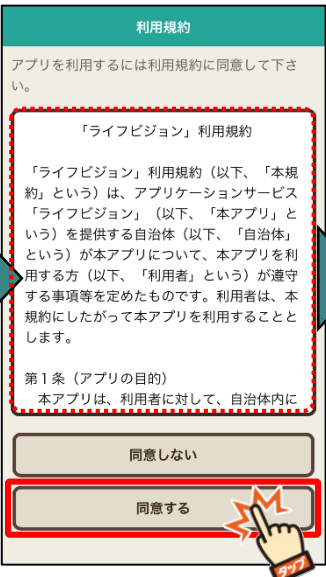 利用規約
アプリを利用するには利用規約に同意して下さ
い。
「ライフビジョン」利用規約
「ライフビジョン」利用規約（以下、「本規
約」という）は、アプリケーションサービス
「ライフビジョン」（以下、「本アプリ」と
いう）を提供する自治体（以下、「自治体」
という）が本アプリについて、本アプリを利
用する方（以下、「利用者」という）が遵守
する事項等を定めたものです。利用者は、本
規約にしたがって本アプリを利用することと
します。
第１条（アプリの目的）
本アプリは、利用者に対して、自治体内に
同意しない
同意する
タップ